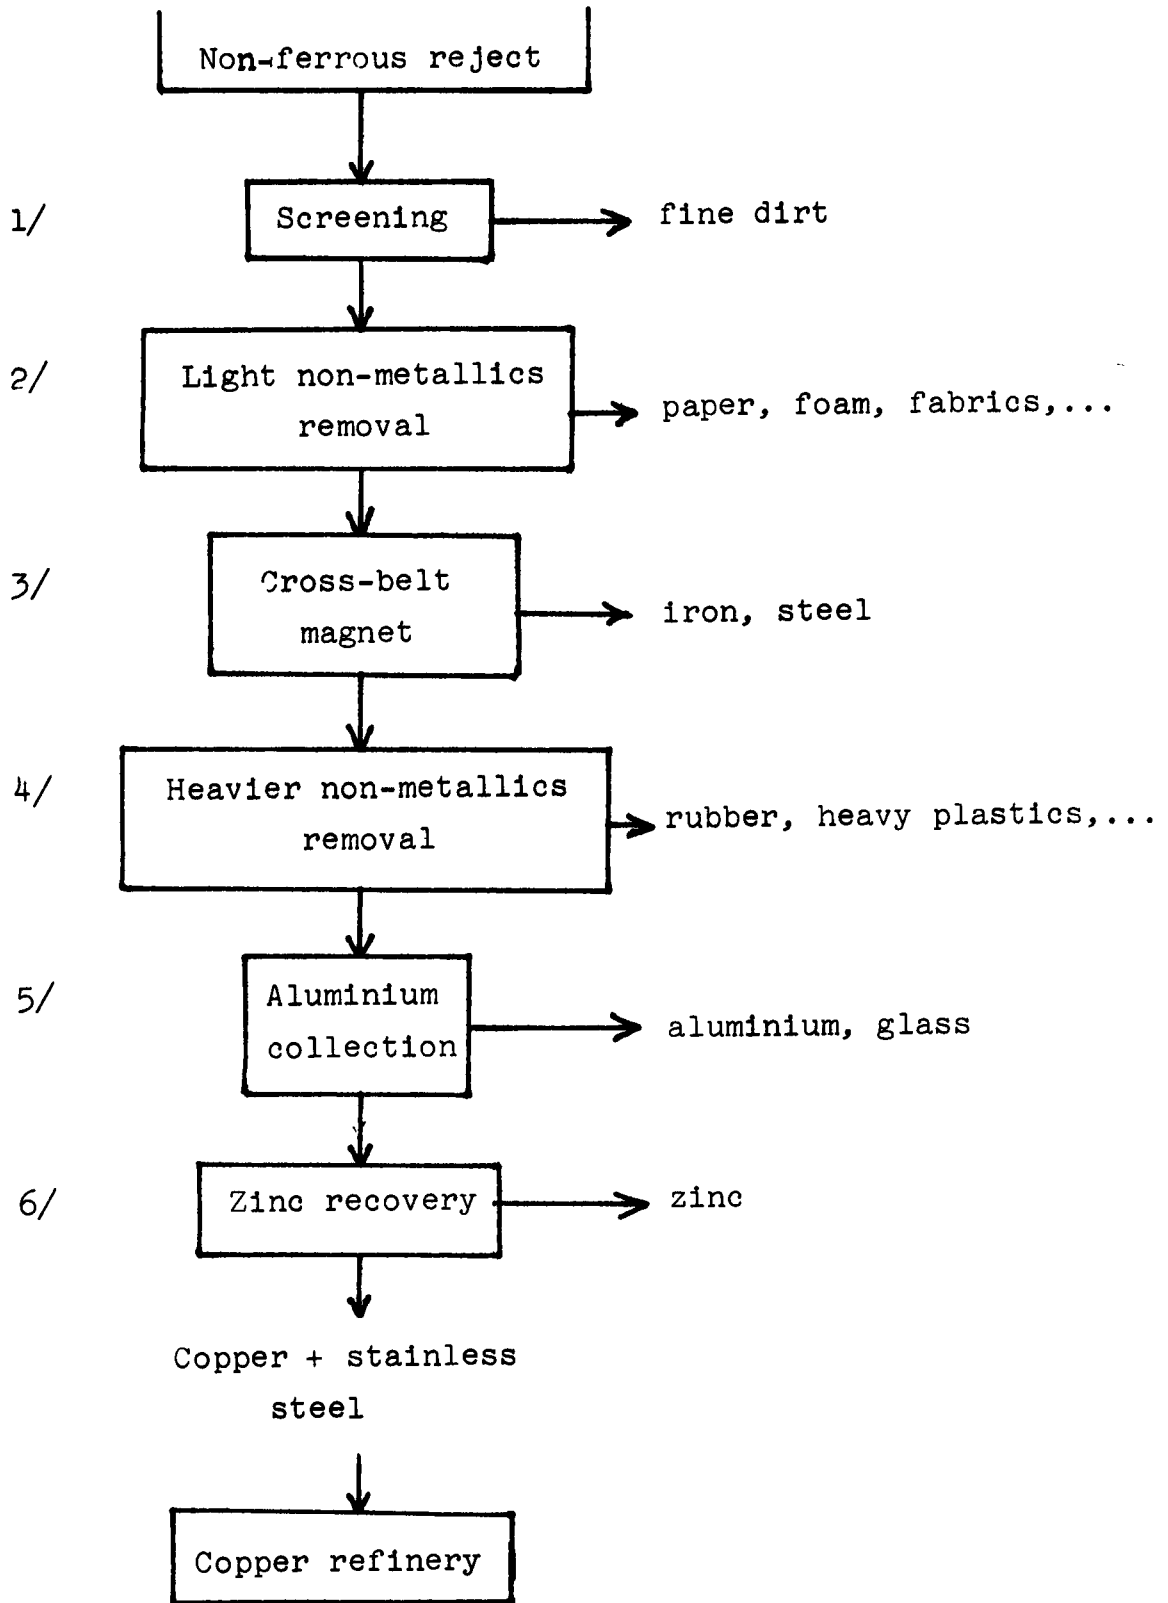 Non-ferrous reject
1/
Screening
fine dirt
2/
Light non-metallics
removal
paper, foam, fabrics,...
3/
Cross-belt
magnet
iron, steel
4/
Heavier non-metallics
removal
rubber, heavy plastics,...
5/
Aluminium
collection
aluminium, glass
6/
Zinc recovery
zinc
Copper + stainless
steel
Copper refinery